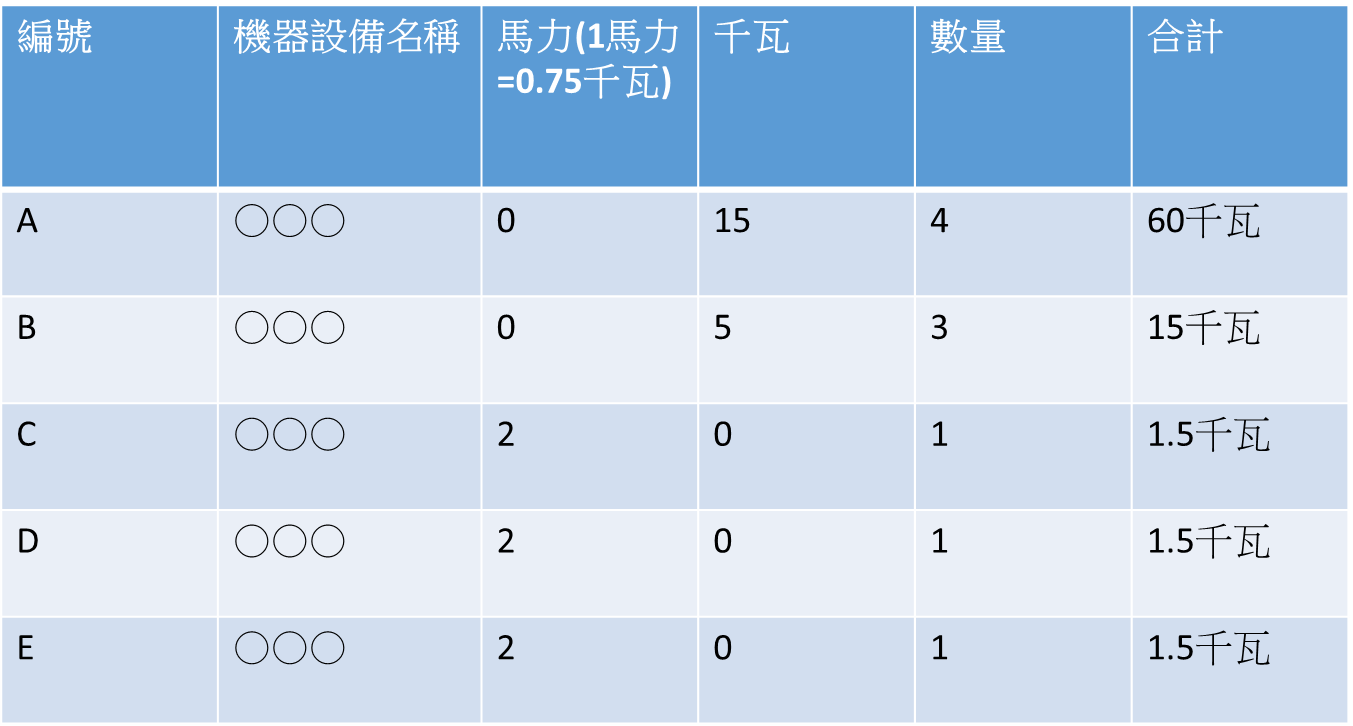 編號 機器設備名稱 馬力(1馬力 千瓦 數量 合計
=0.75千瓦)
A ○○○ 0 15 4 60千瓦
B ○○○ 0 5 3 15千瓦
C ○○○ 2 0 1 1.5千瓦
D ○○○ 2 0 1 1.5千瓦
E ○○○ 2 0 1 1.5千瓦